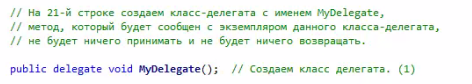 // На 21-й строке создаем класс-делегата с именем MyDelegate,
// метод, который будет сообщен с экземпляром данного класса-делегата,
// не будет ничего принимать и не будет ничего возвращать.
public delegate void MyDelegate(); // Создаем класс делегата. (1)